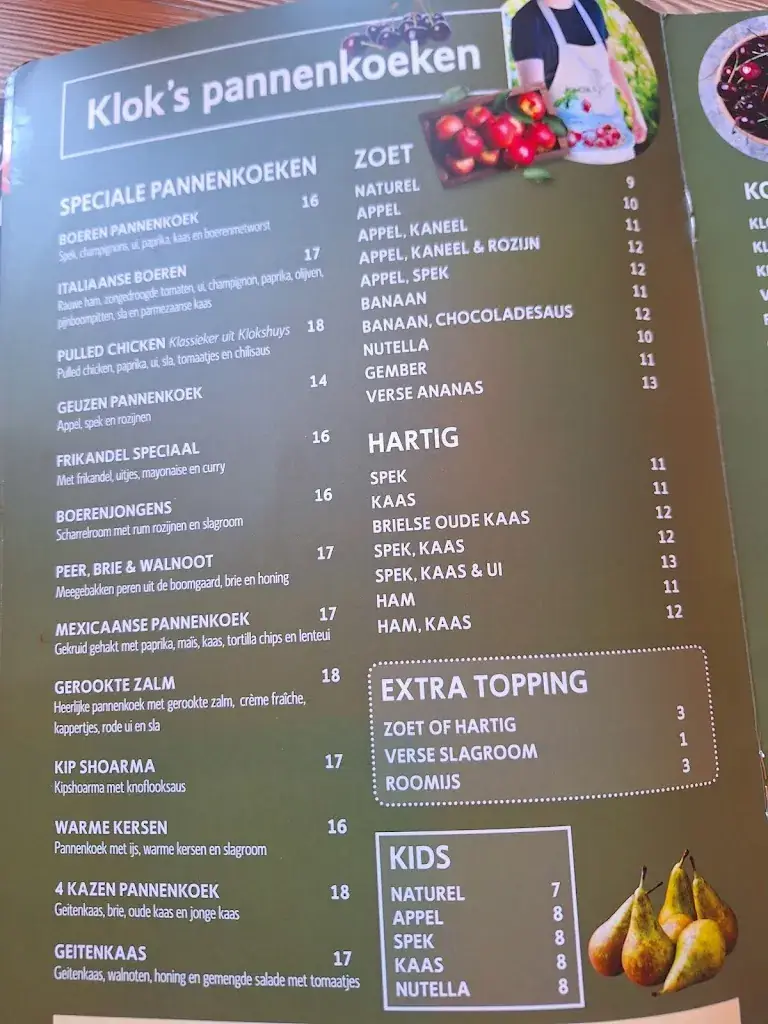 Klok's pannenkoeken
SPECIALE PANNENKOEKEN
BOEREN PANNENKOEK 16
Spek, champignons, ui, paprika, kaas en boerenmetworst
ITALIAANSE BOEREN 17
Rauwe ham, zongedroogde tomaten, ui, champignon, paprika, olijven,
pijnboompitten, sla en parmezaanse kaas
PULLED CHICKEN Klassieker uit Klokshuys 18
Pulled chicken, paprika, ui, sla, tomaatjes en chilisaus
GEUZEN PANNENKOEK 14
Appel, spek en rozijnen
FRIKANDEL SPECIAAL 16
Met frikandel, uitjes, mayonaise en curry
BOERENJONGENS 16
Scharrelroom met rum rozijnen en slagroom
PEER, BRIE & WALNOOT 17
Meegebakken peren uit de boomgaard, brie en honing
MEXICAANSE PANNENKOEK 17
Gekruid gehakt met paprika, maïs, kaas, tortilla chips en lenteui
GEROOKTE ZALM 18
Heerlijke pannenkoek met gerookte zalm, crème fraîche,
kappertjes, rode ui en sla
KIP SHOARMA 17
Kipshoarma met knoflooksaus
WARME KERSEN 16
Pannenkoek met ijs, warme kersen en slagroom
4 KAZEN PANNENKOEK 18
Geitenkaas, brie, oude kaas en jonge kaas
GEITENKAAS 17
Geitenkaas, walnoten, honing en gemengde salade met tomaatjes
ZOET
NATUREL 9
APPEL 10
APPEL, KANEEL 11
APPEL, KANEEL & ROZIJN 12
APPEL, SPEK 12
BANAAN 11
BANAAN, CHOCOLADESAUS 12
NUTELLA 10
GEMBER 11
VERSE ANANAS 13
HARTIG
SPEK 11
KAAS 11
BRIELSE OUDE KAAS 12
SPEK, KAAS 12
SPEK, KAAS & UI 13
HAM 11
HAM, KAAS 12
EXTRA TOPPING
ZOET OF HARTIG 3
VERSE SLAGROOM 1
ROOMIJS 3
KIDS
NATUREL 7
APPEL 8
SPEK 8
KAAS 8
NUTELLA 8